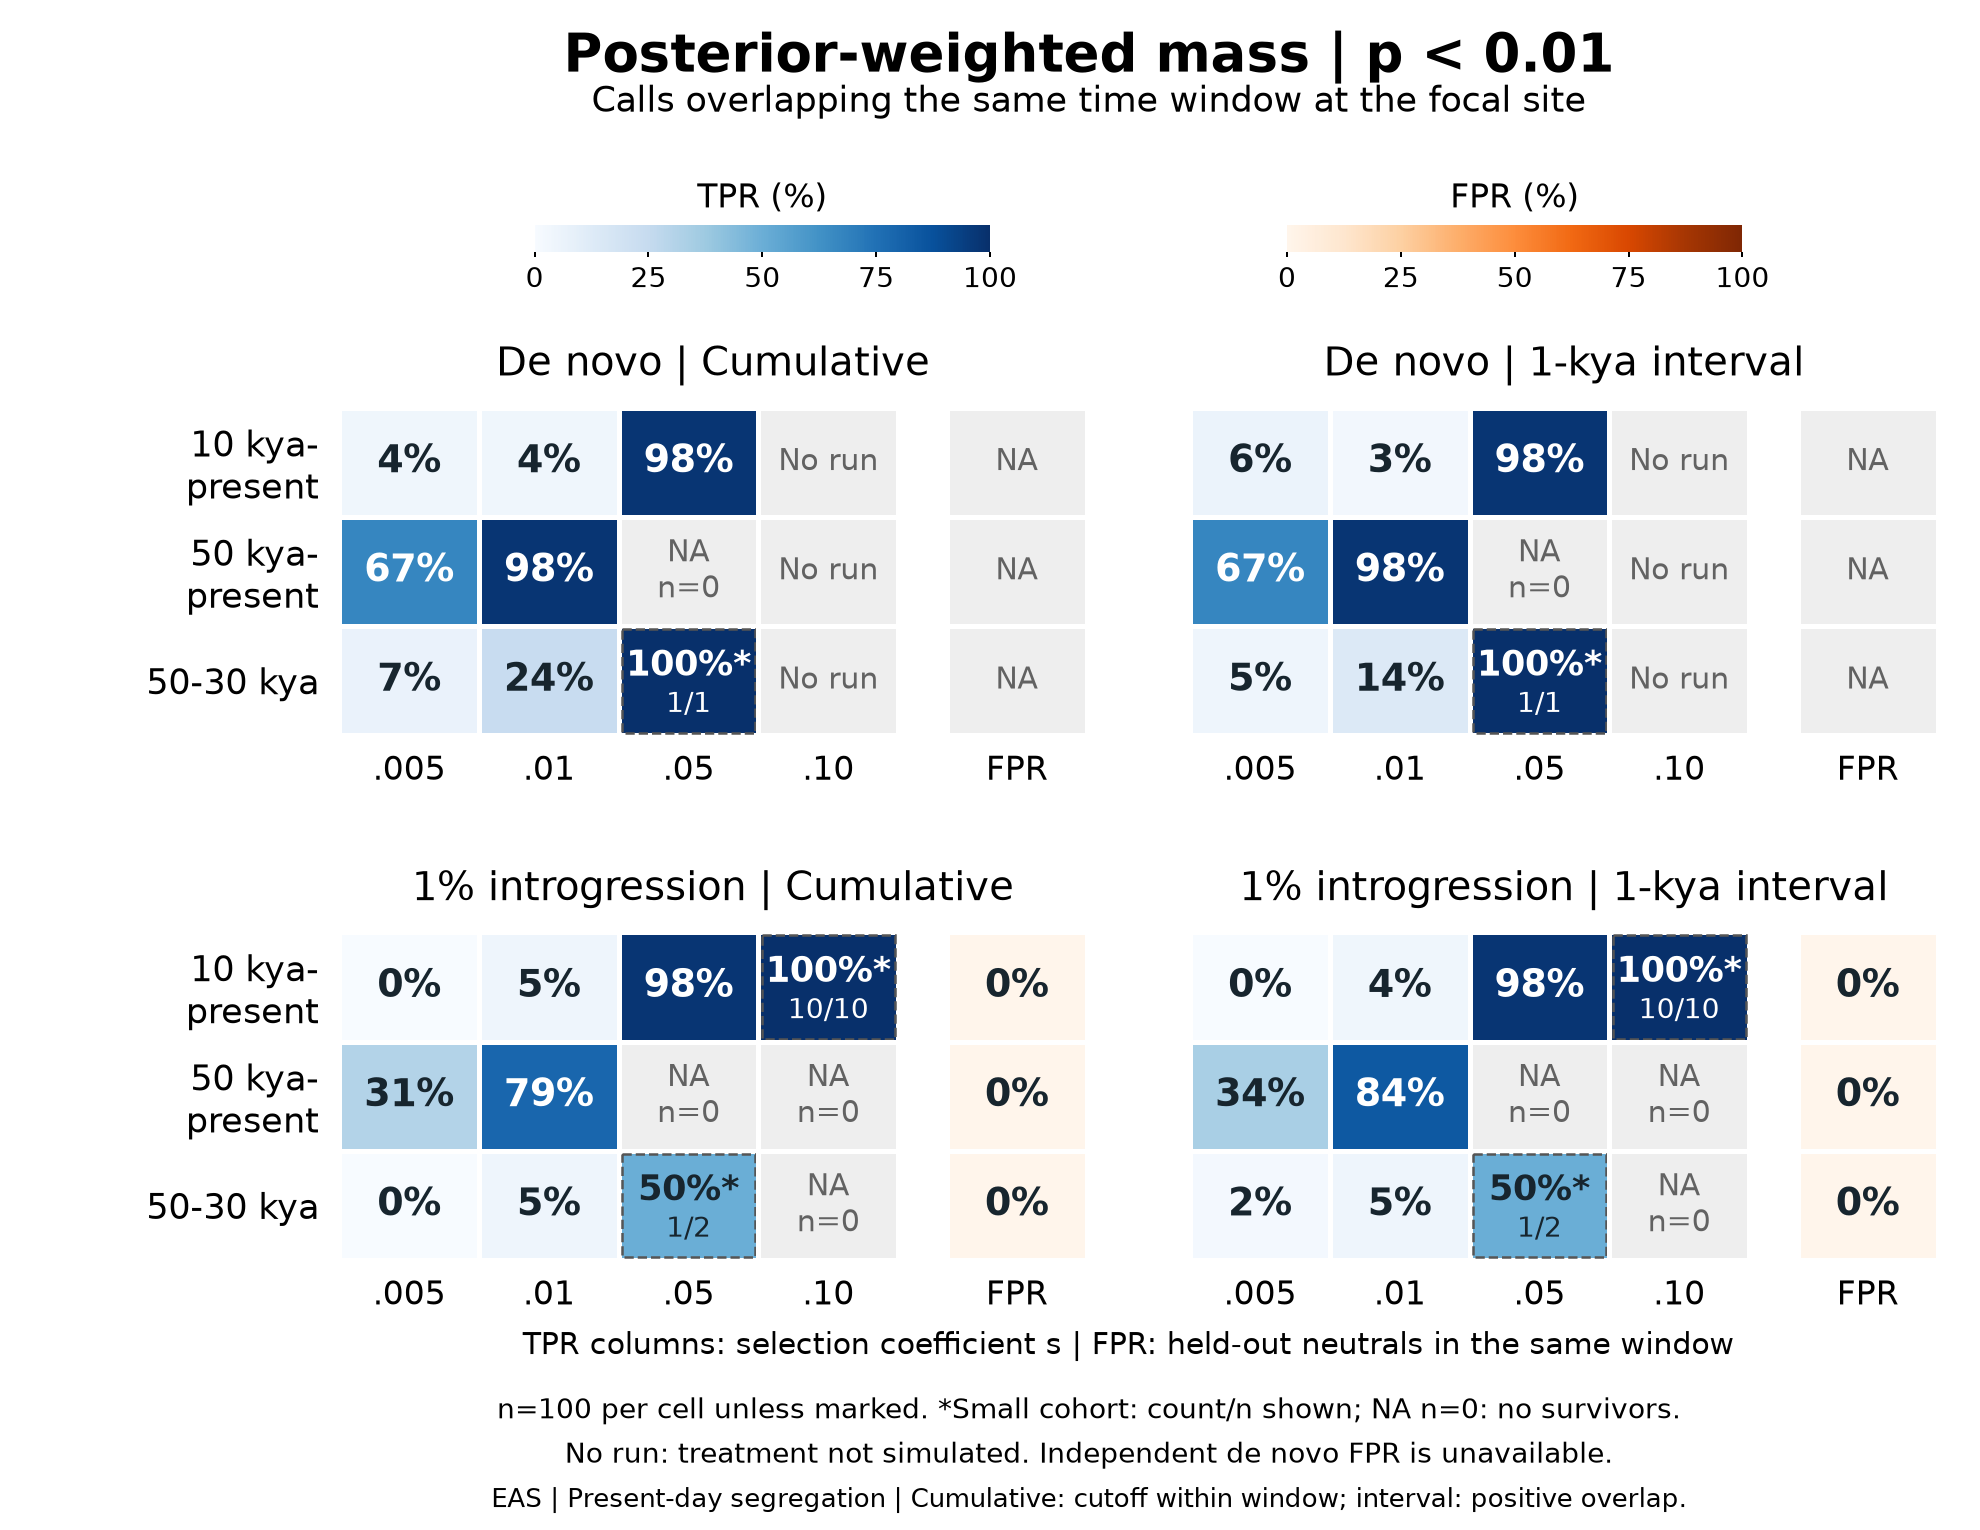 Posterior-weighted mass | p < 0.01
Calls overlapping the same time window at the focal site
TPR (%)
0 25 50 75 100
FPR (%)
0 25 50 75 100
De novo | Cumulative
10 kya-
present
4% 4% 98% No run NA
50 kya-
present
67% 98% NA
n=0 No run NA
50-30 kya
7% 24% 100%*
1/1 No run NA
.005 .01 .05 .10 FPR
De novo | 1-kya interval
6% 3% 98% No run NA
67% 98% NA
n=0 No run NA
5% 14% 100%*
1/1 No run NA
.005 .01 .05 .10 FPR
1% introgression | Cumulative
10 kya-
present
0% 5% 98% 100%*
10/10 0%
50 kya-
present
31% 79% NA
n=0 NA
n=0 0%
50-30 kya
0% 5% 50%*
1/2 NA
n=0 0%
.005 .01 .05 .10 FPR
1% introgression | 1-kya interval
0% 4% 98% 100%*
10/10 0%
34% 84% NA
n=0 NA
n=0 0%
2% 5% 50%*
1/2 NA
n=0 0%
.005 .01 .05 .10 FPR
TPR columns: selection coefficient s | FPR: held-out neutrals in the same window
n=100 per cell unless marked. *Small cohort: count/n shown; NA n=0: no survivors.
No run: treatment not simulated. Independent de novo FPR is unavailable.
EAS | Present-day segregation | Cumulative: cutoff within window; interval: positive overlap.